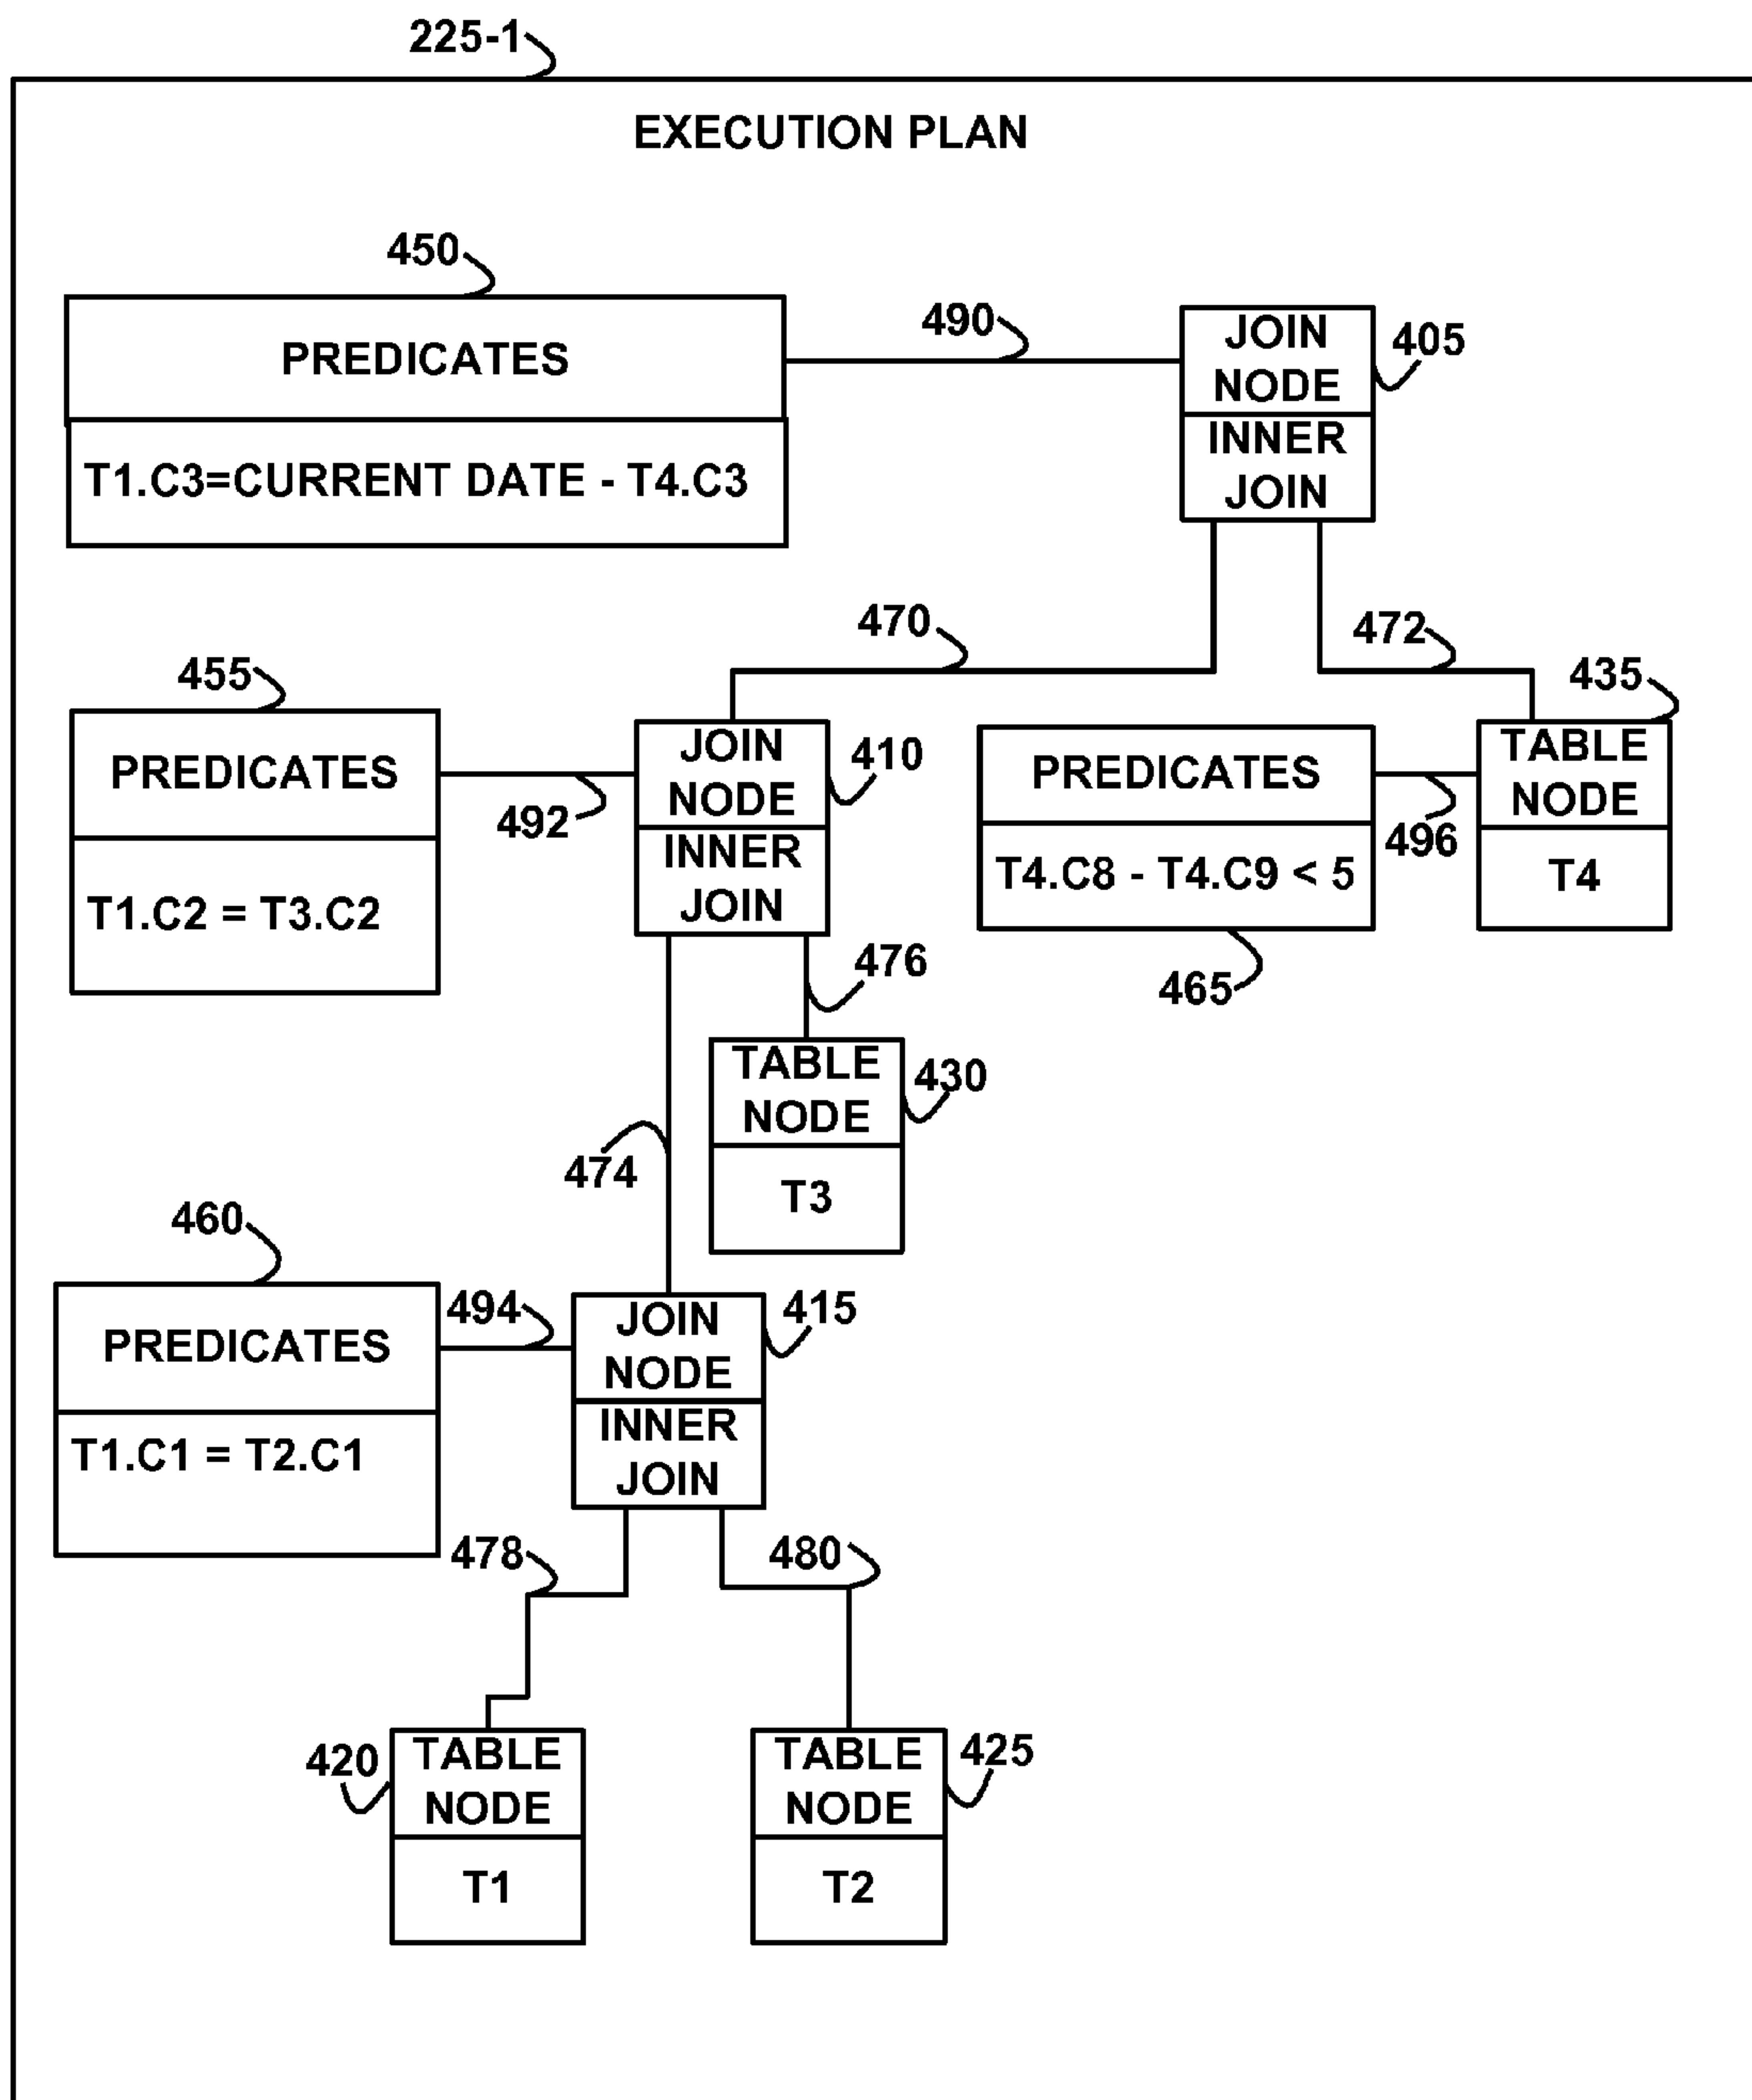 225-1
EXECUTION PLAN
450
PREDICATES
T1.C3=CURRENT DATE - T4.C3
490
JOIN
NODE
INNER
JOIN
405
470
472
455
PREDICATES
T1.C2 = T3.C2
492
JOIN
NODE
INNER
JOIN
410
PREDICATES
T4.C8 - T4.C9 < 5
465
496
435
TABLE
NODE
T4
476
474
TABLE
NODE
T3
430
460
PREDICATES
T1.C1 = T2.C1
494
JOIN
NODE
INNER
JOIN
415
478
480
420
TABLE
NODE
T1
TABLE
NODE
T2
425